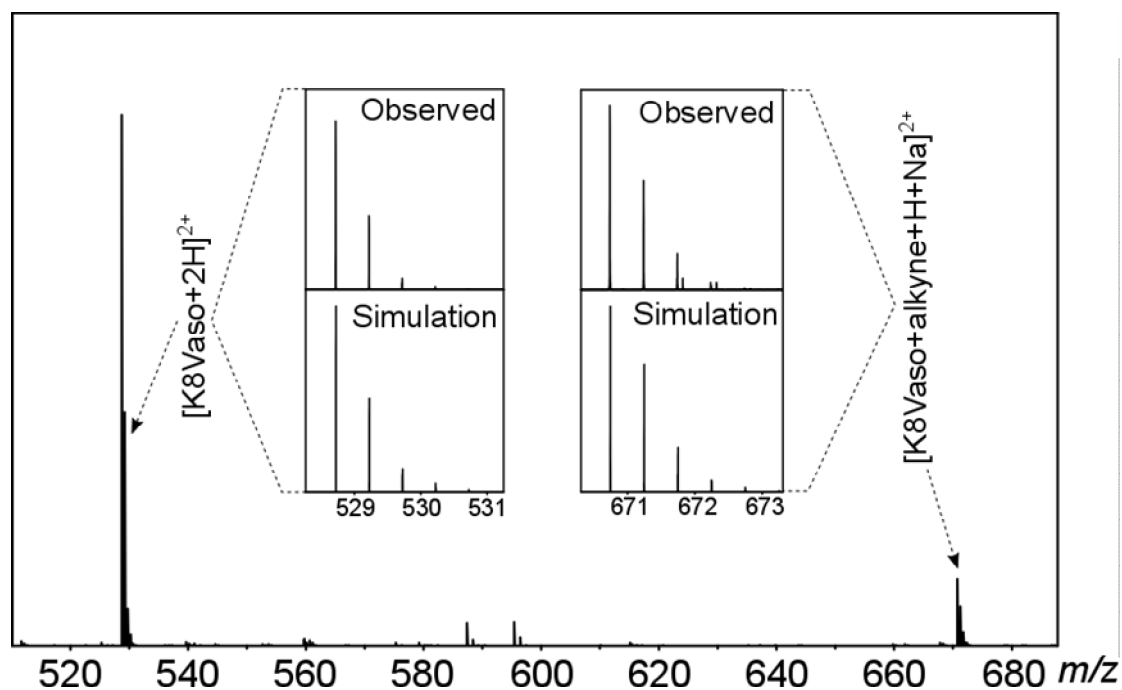 Observed
Observed
[K8Vaso+2H]2+
[K8Vaso+alkyne+H+Na]2+
Simulation
Simulation
529 530 531
671 672 673
520 540 560 580 600 620 640 660 680 m/z